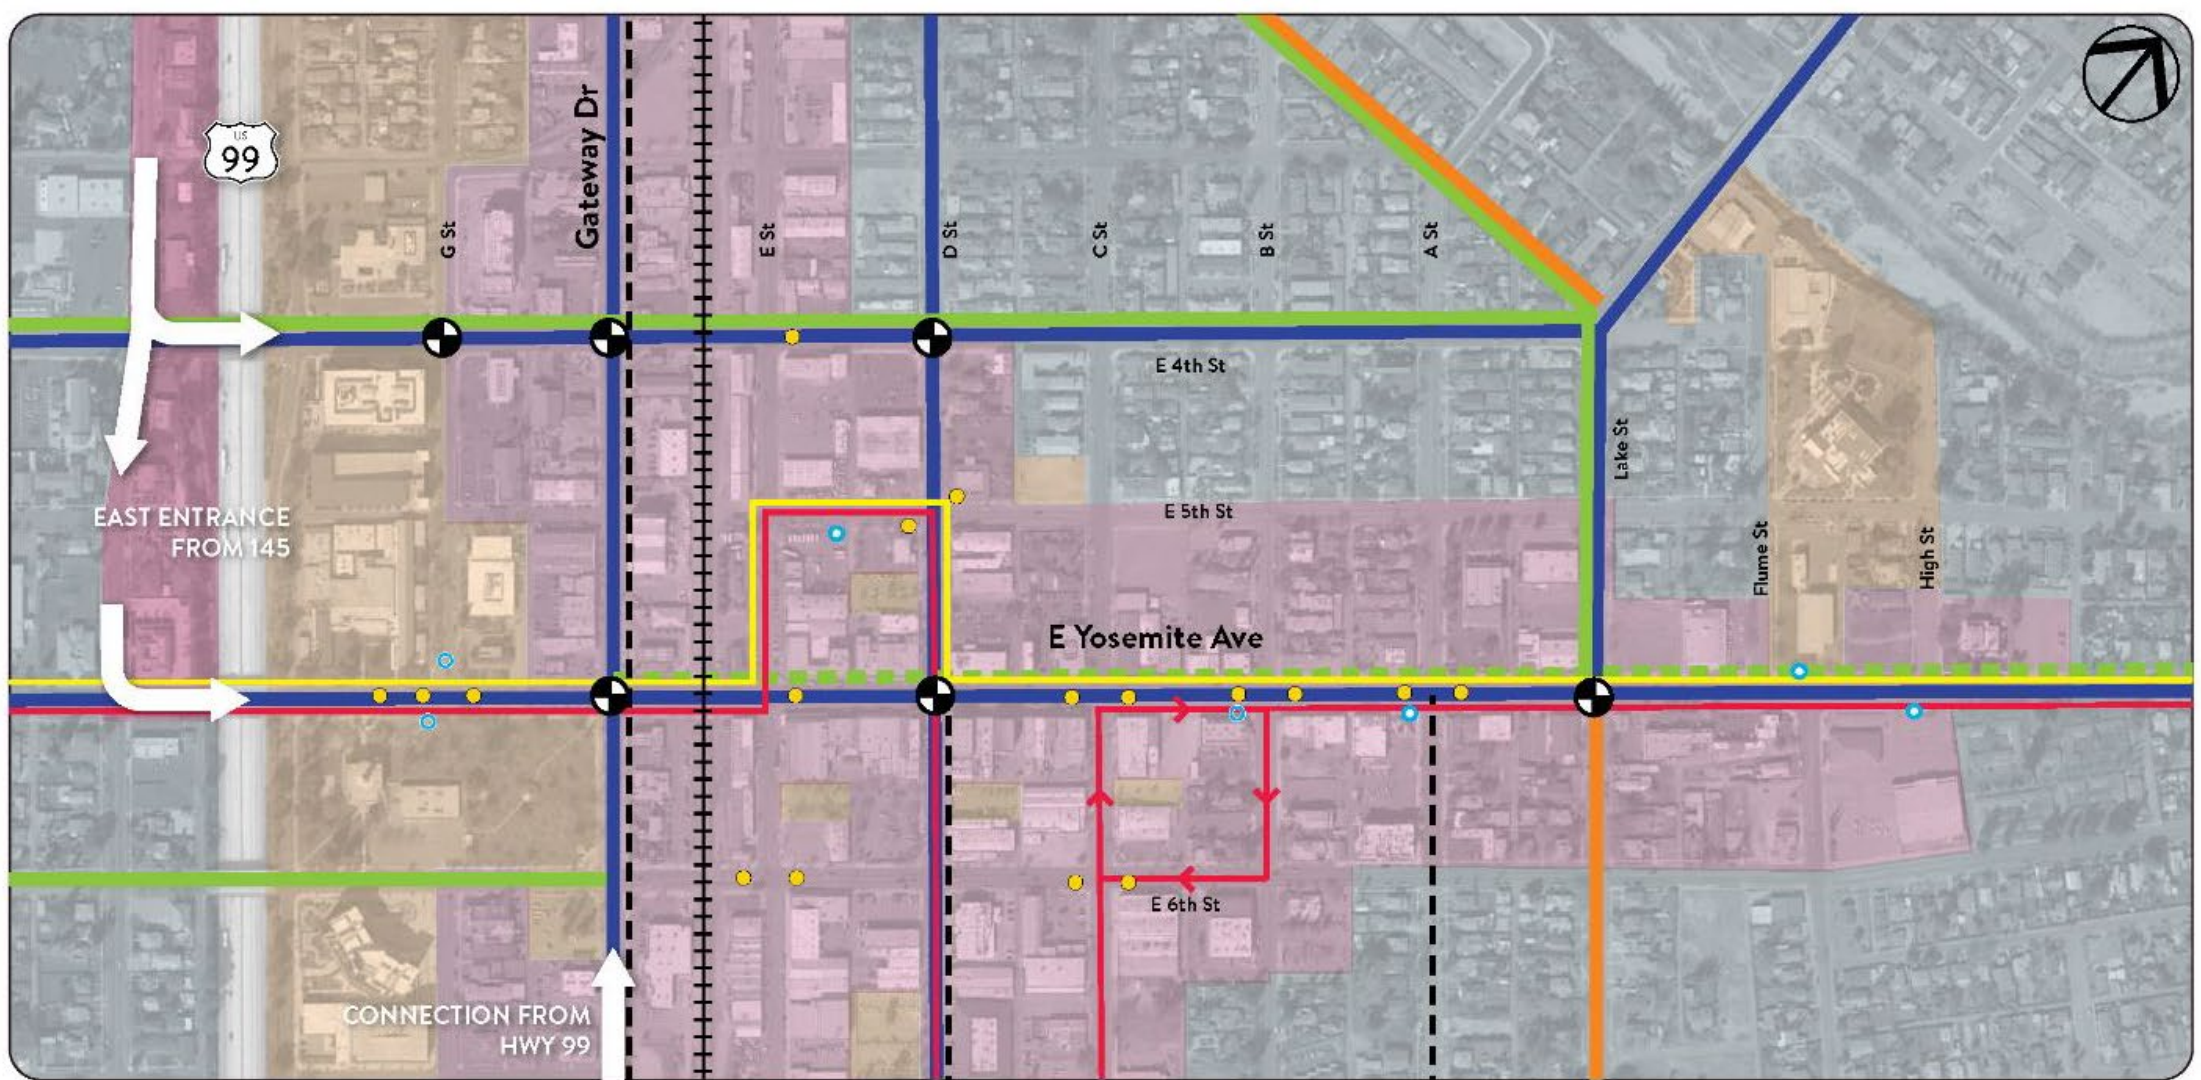 US
99
Gateway Dr
G St
E St
D St
C St
B St
A St
E 4th St
Lake St
EAST ENTRANCE
FROM 145
E 5th St
Flume St
High St
E Yosemite Ave
E 6th St
CONNECTION FROM
HWY 99